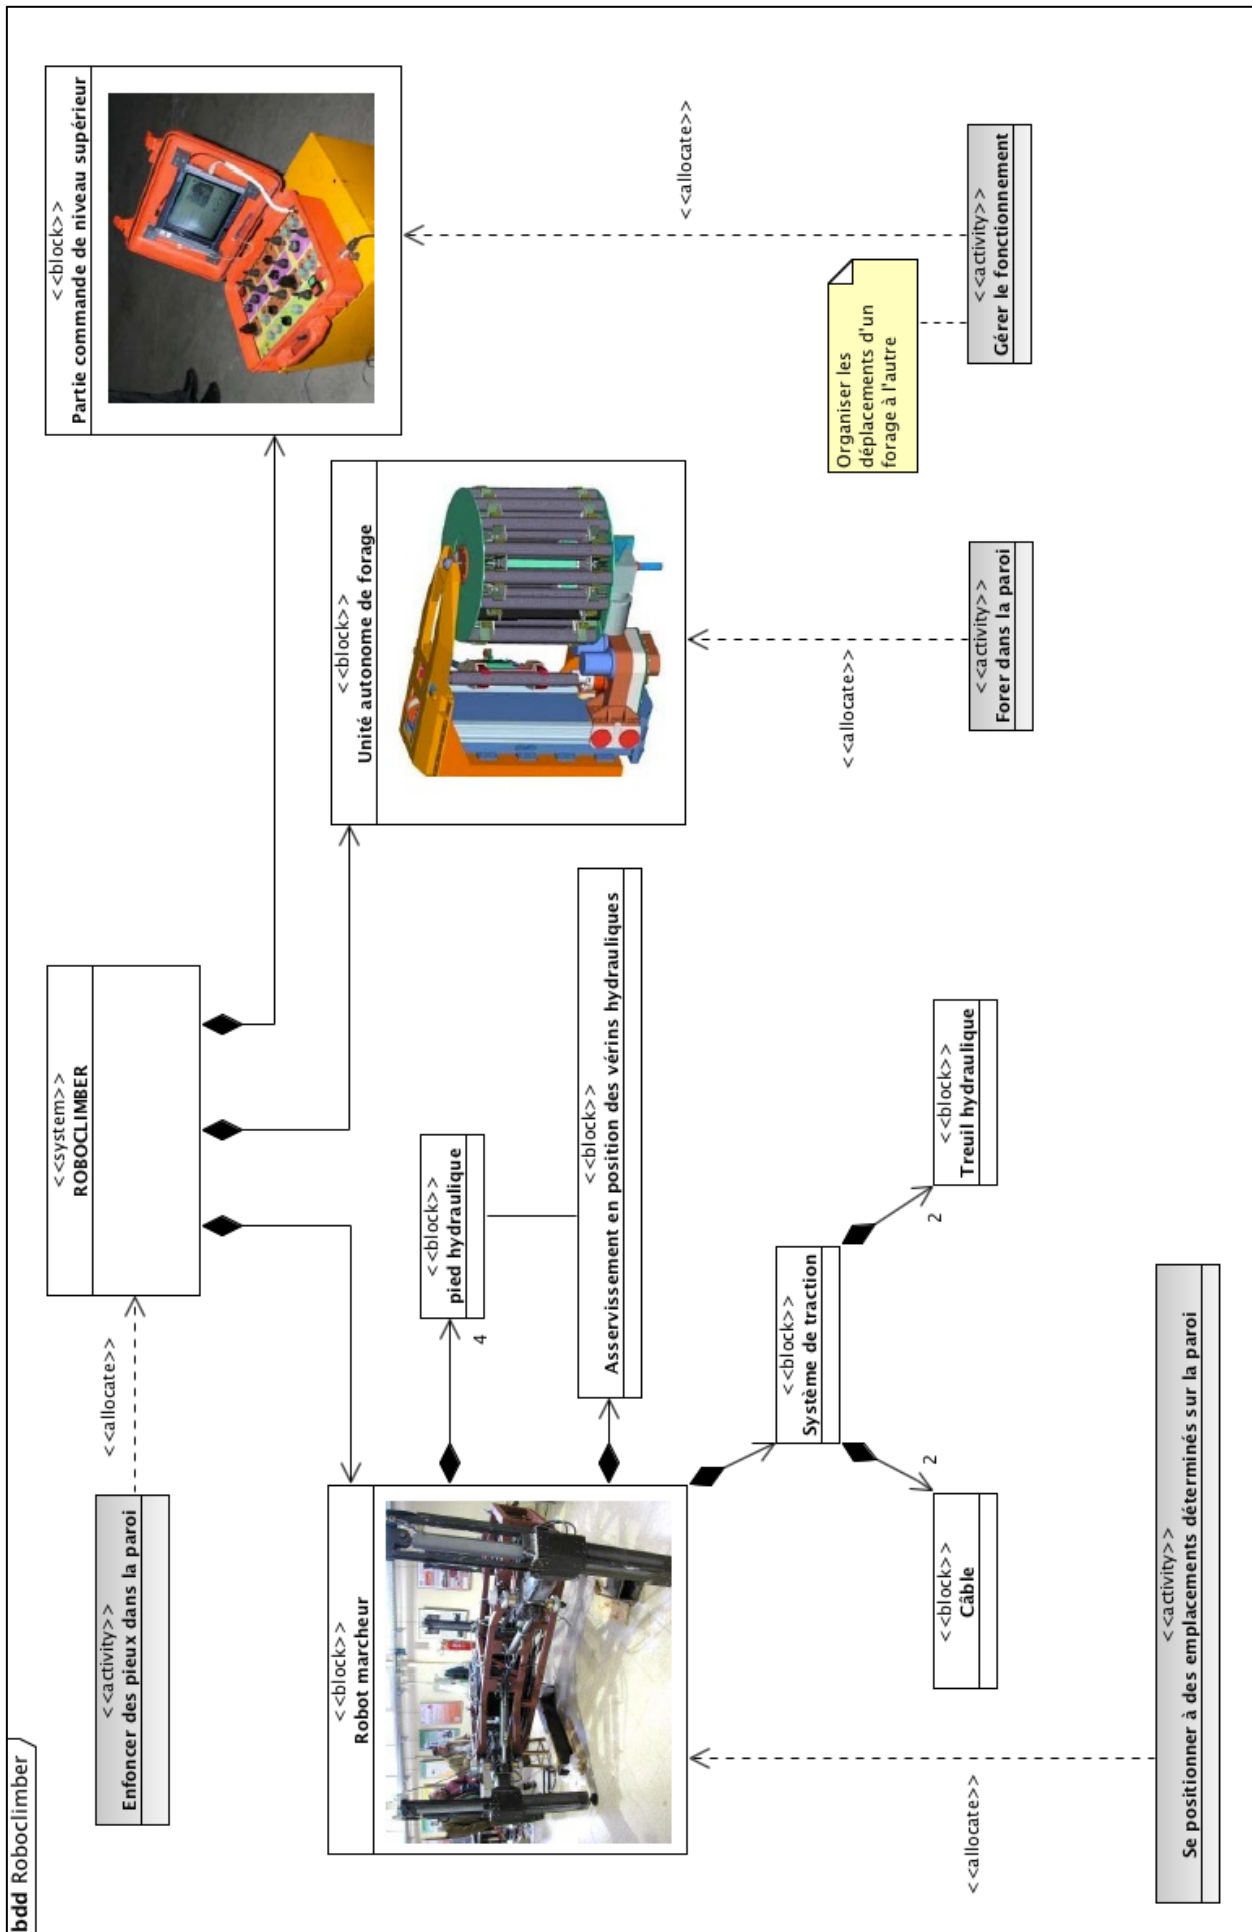 bdd Roboclimber
<<activity>>
Enfoncer des pieux dans la paroi
<<allocate>>
<<system>>
ROBOCLIMBER
<<block>>
Partie commande de niveau supérieur
<<block>>
Robot marcheur
<<block>>
pied hydraulique
4
<<block>>
Unité autonome de forage
<<block>>
Asservissement en position des vérins hydrauliques
<<allocate>>
<<block>>
Système de traction
<<allocate>>
Organiser les
déplacements d'un
forage à l'autre
2
2
<<block>>
Câble
<<block>>
Treuil hydraulique
<<activity>>
Forer dans la paroi
<<activity>>
Gérer le fonctionnement
<<allocate>>
<<activity>>
Se positionner à des emplacements déterminés sur la paroi